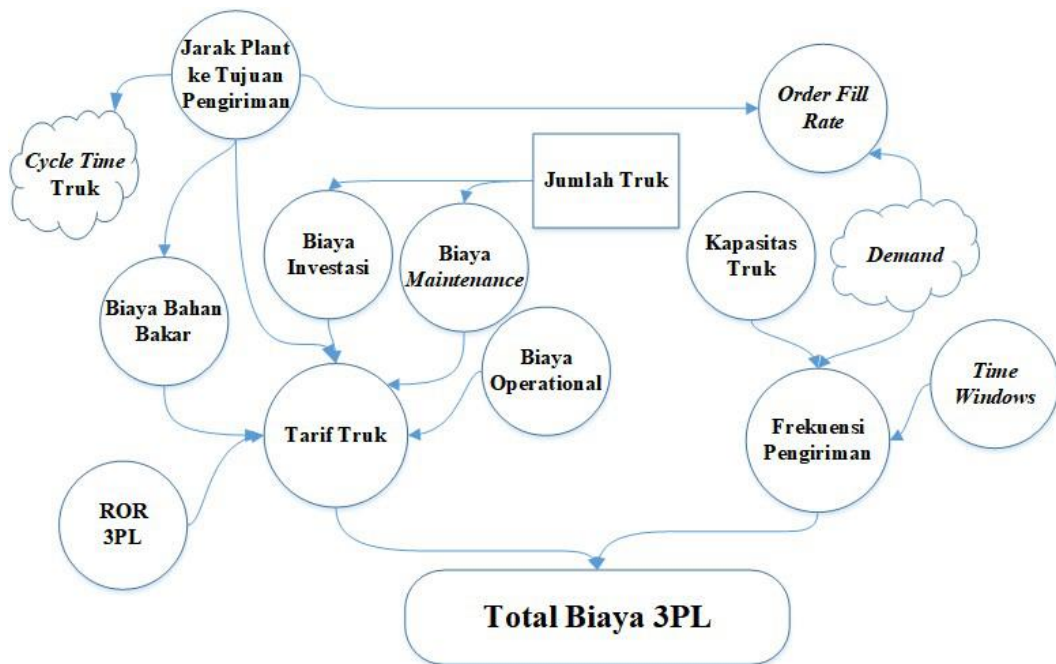 Jarak Plant
ke Tujuan
Pengiriman
Order Fill
Rate
Cycle Time
Truk
Jumlah Truk
Biaya
Investasi
Biaya
Maintenance
Kapasitas
Truk
Demand
Biaya Bahan
Bakar
Biaya
Operational
Time
Windows
Tarif Truk
Frekuensi
Pengiriman
ROR
3PL
Total Biaya 3PL